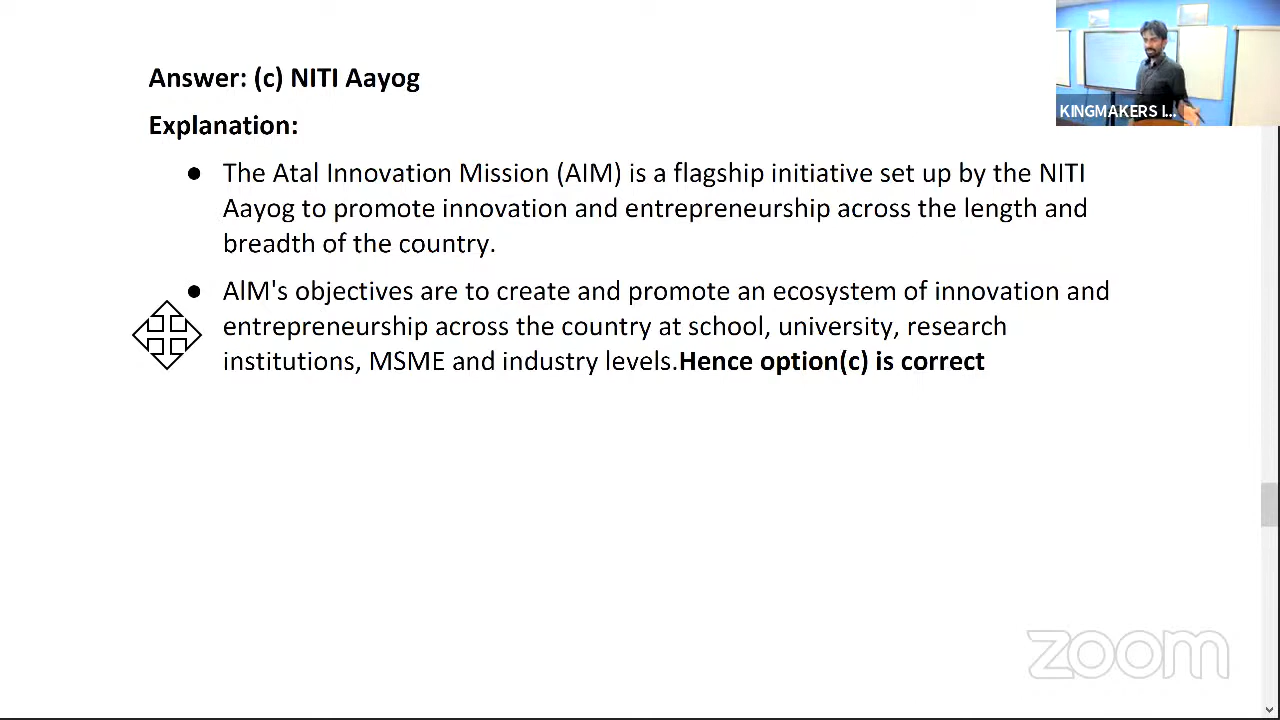 Answer: (c) NITI Aayog
KINGMAKERS I...
Explanation:
● The Atal Innovation Mission (AIM) is a flagship initiative set up by the NITI
Aayog to promote innovation and entrepreneurship across the length and
breadth of the country.
● AlM's objectives are to create and promote an ecosystem of innovation and
entrepreneurship across the country at school, university, research
institutions, MSME and industry levels.Hence option(c) is correct
zoom